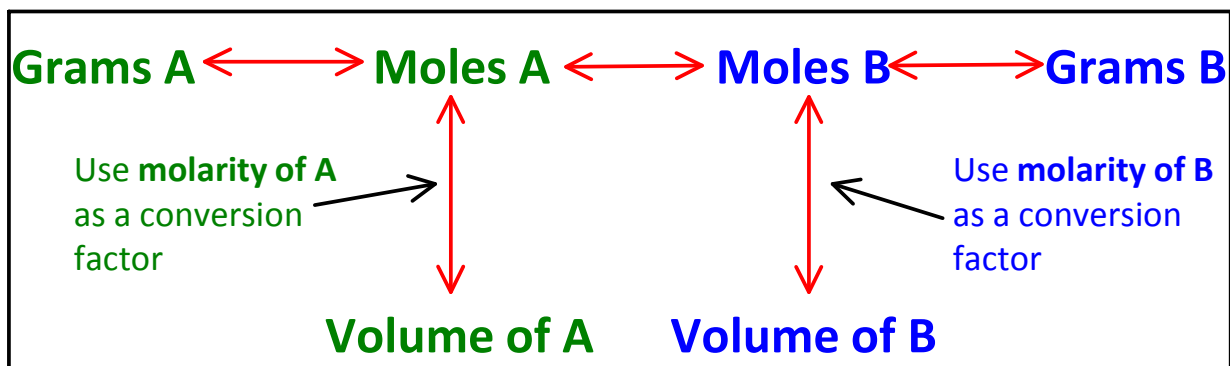 Grams A Moles A Moles B Grams B
Use molarity of A
as a conversion
factor
Use molarity of B
as a conversion
factor
Volume of A Volume of B